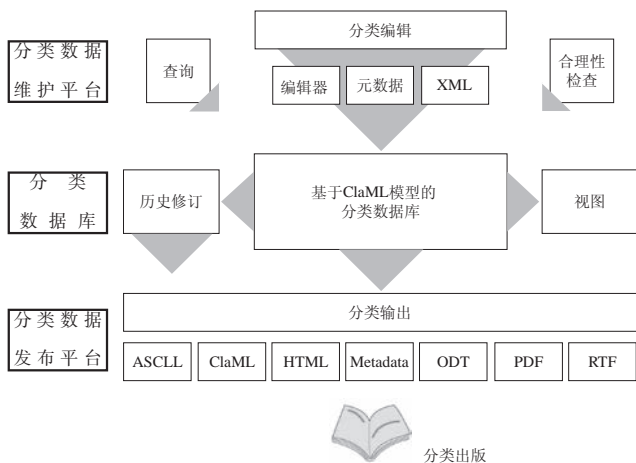 分类数据
维护平台
查询
分类编辑
编辑器
元数据
XML
合理性
检查
分类
数据库
历史修订
基于ClaML模型的
分类数据库
视图
分类数据
发布平台
分类输出
ASCLL
ClaML
HTML
Metadata
ODT
PDF
RTF
分类出版